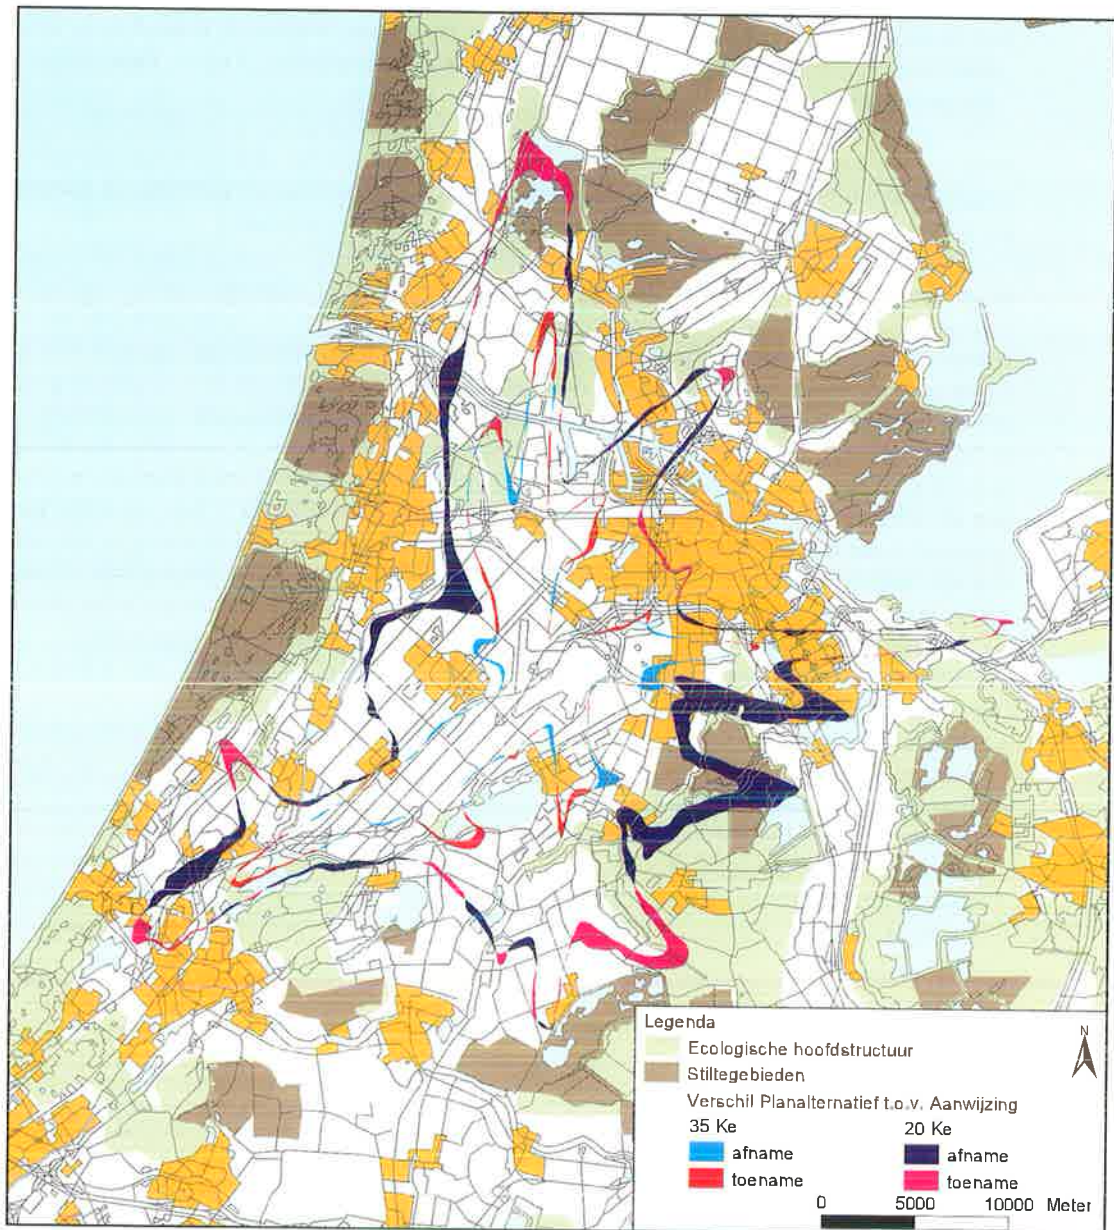 Legenda
N
Ecologische hoofdstructuur
Stiltegebieden
Verschil Planalternatief t.o.v. Aanwijzing
35 Ke 20 Ke
afname afname
toename toename
0 5000 10000 Meter